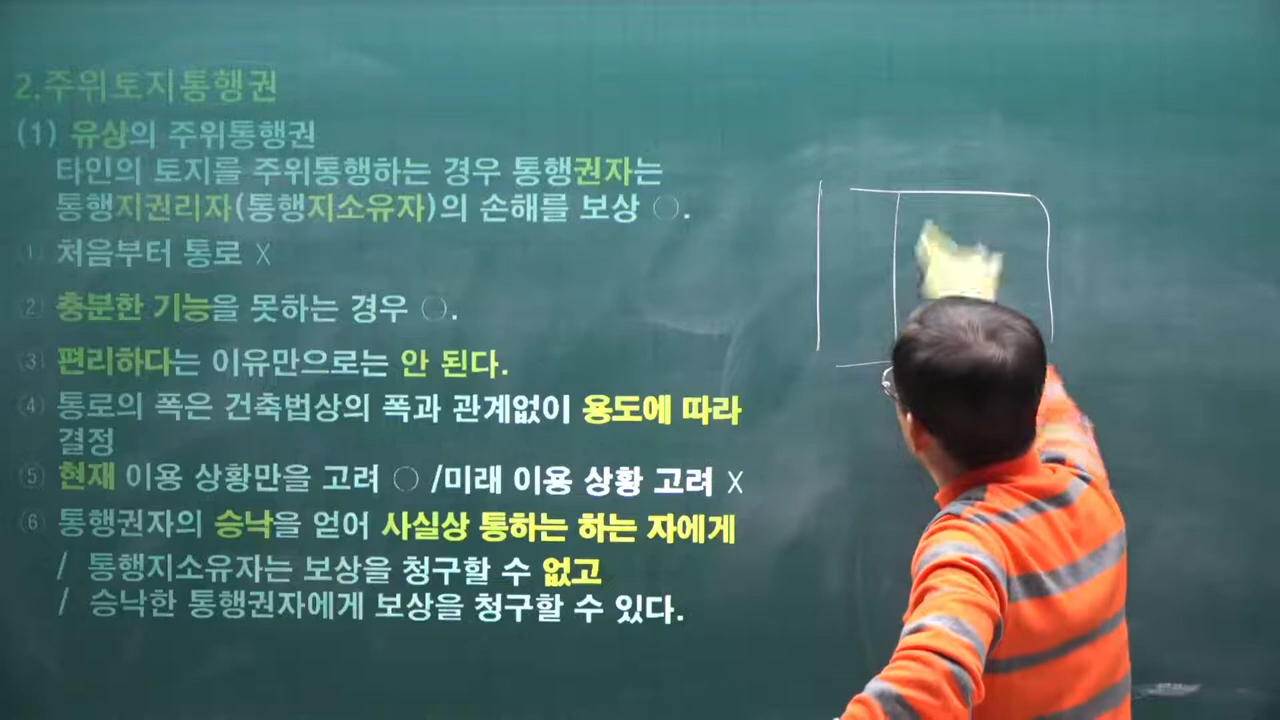 2.주위토지통행권
(1) 유상의 주위통행권
타인의 토지를 주위통행하는 경우 통행권자는
통행지권리자(통행지소유자)의 손해를 보상 ○.
① 처음부터 통로 X
② 충분한 기능을 못하는 경우 ○.
③ 편리하다는 이유만으로는 안 된다.
④ 통로의 폭은 건축법상의 폭과 관계없이 용도에 따라
결정
⑤ 현재 이용 상황만을 고려 ○ /미래 이용 상황 고려 X
⑥ 통행권자의 승낙을 얻어 사실상 통하는 하는 자에게
/ 통행지소유자는 보상을 청구할 수 없고
/ 승낙한 통행권자에게 보상을 청구할 수 있다.